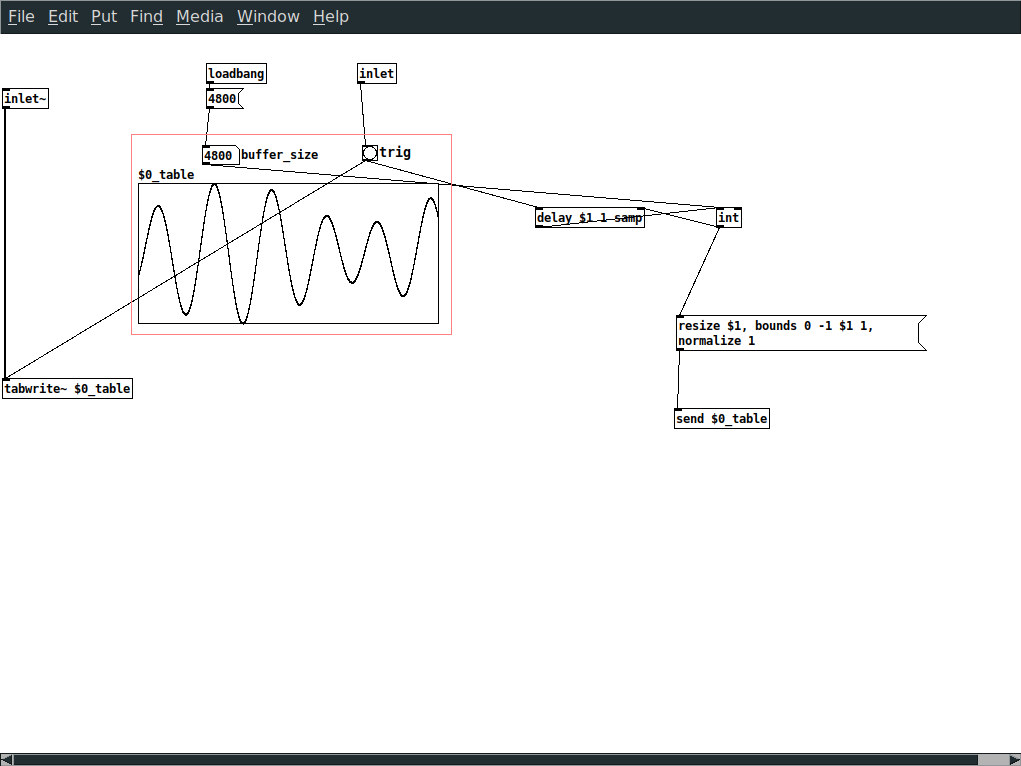 File Edit Put Find Media Window Help
loadbang
inlet
inlet~
4800
4800 buffer_size
trig
$0_table
delay $1 1 samp
int
resize $1, bounds 0 -1 $1 1,
normalize 1
tabwrite~ $0_table
send $0_table